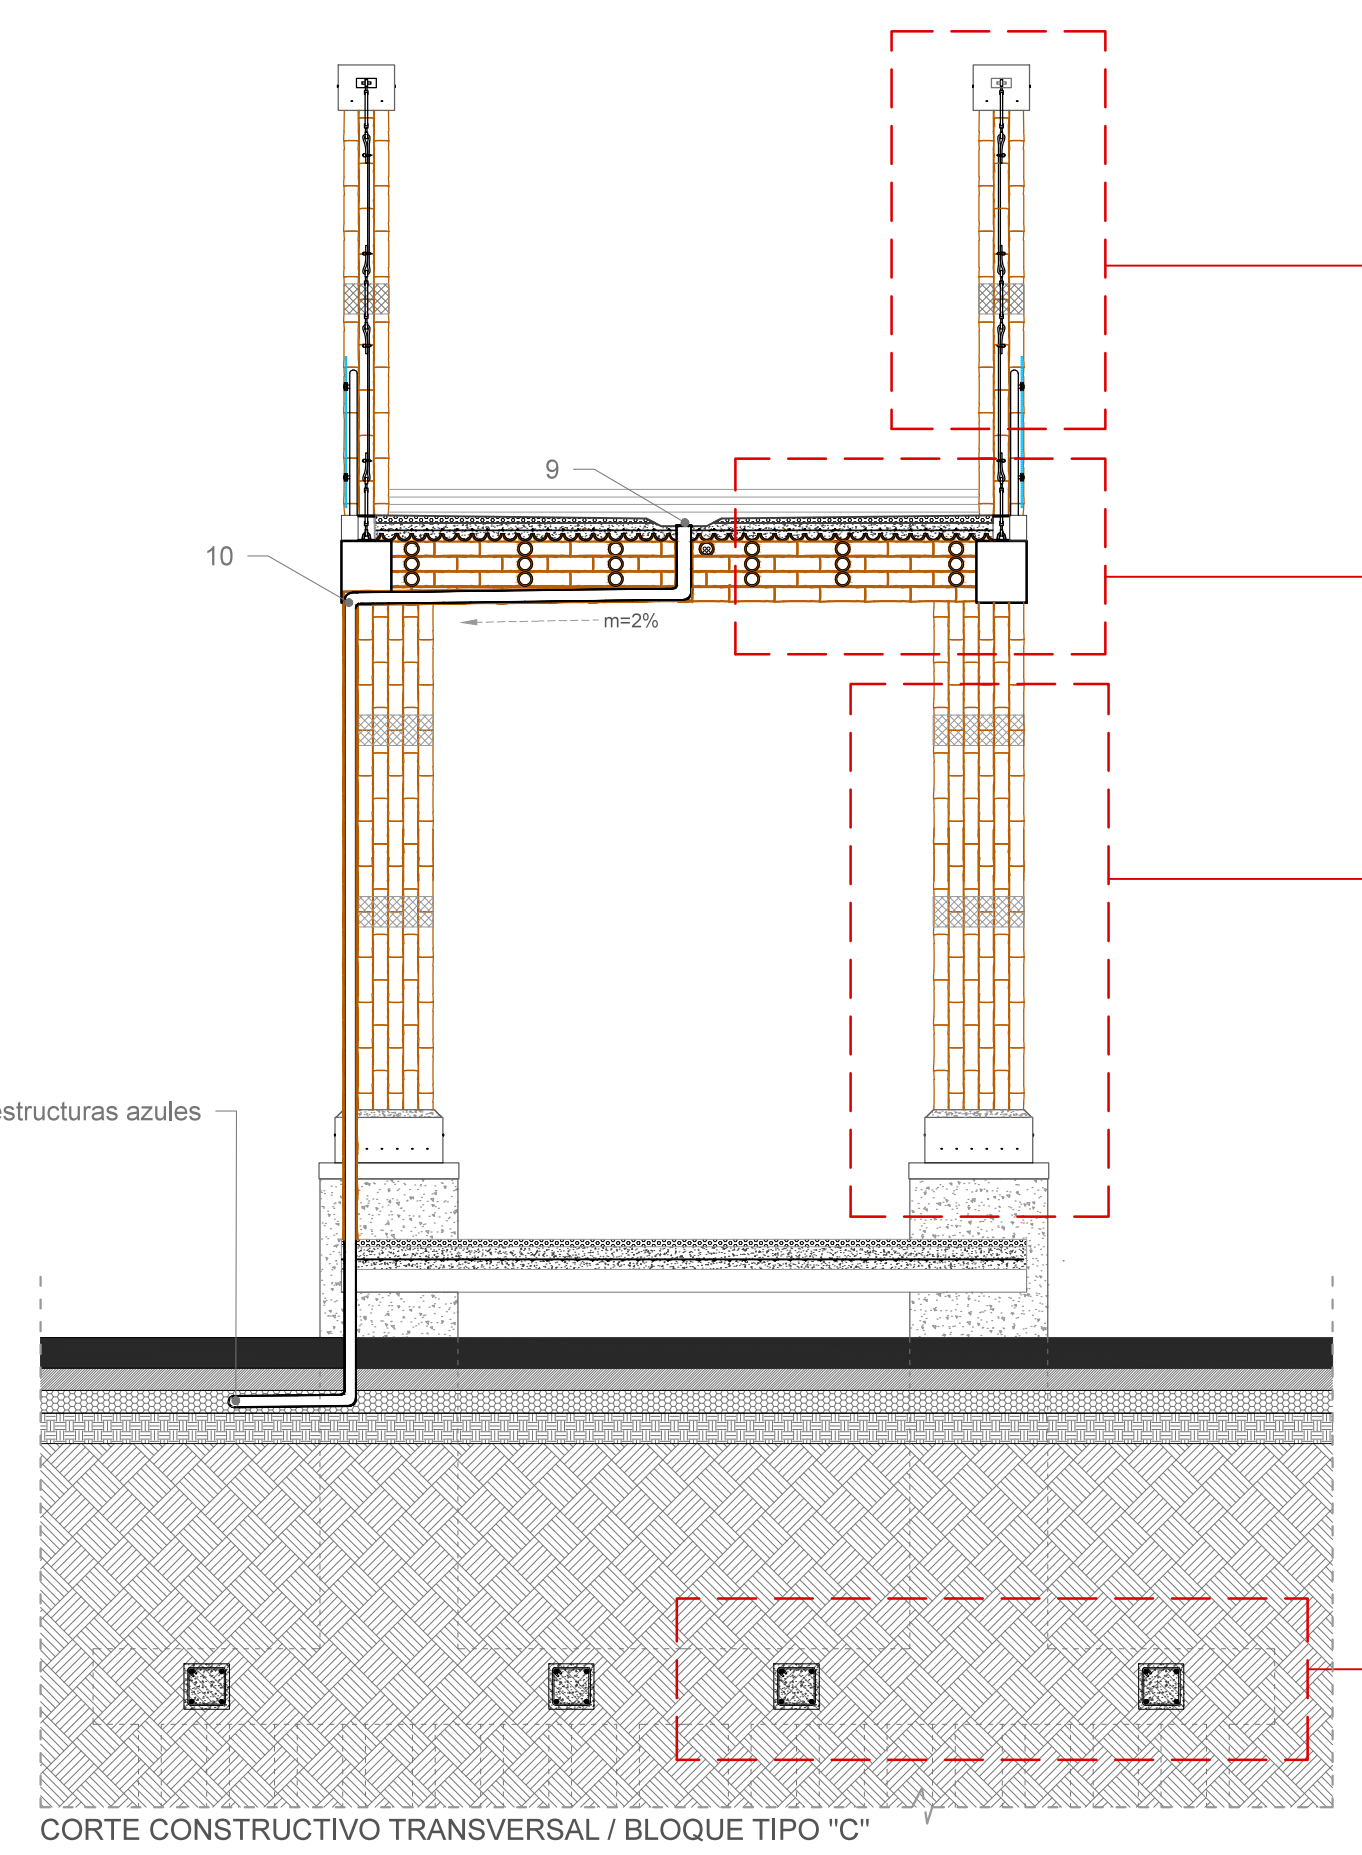 9
10
m=2%
estructuras azules
CORTE CONSTRUCTIVO TRANSVERSAL / BLOQUE TIPO "C"